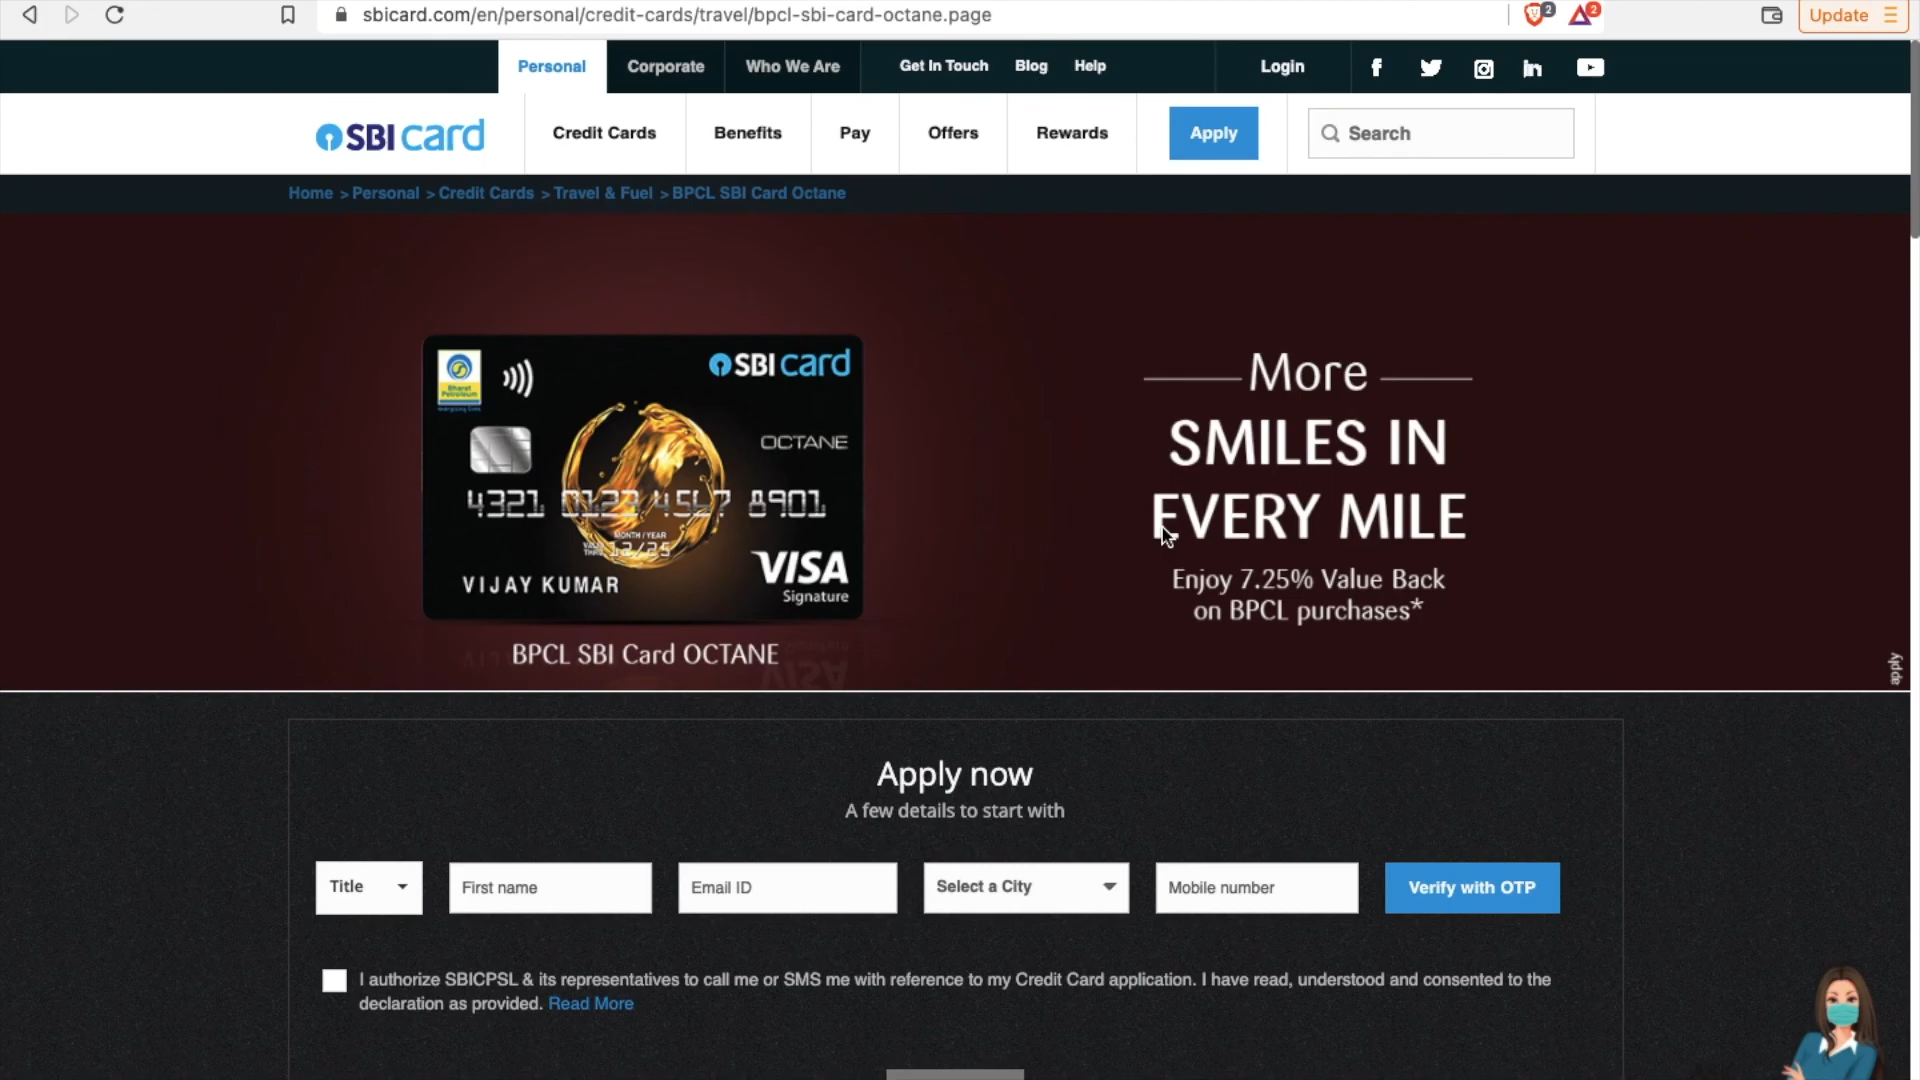 sbicard.com/en/personal/credit-cards/travel/bpcl-sbi-card-octane.page
2
2
Update
Personal
Corporate
Who We Are
Get In Touch
Blog
Help
Login
SBI card
Credit Cards
Benefits
Pay
Offers
Rewards
Apply
Search
Home > Personal > Credit Cards > Travel & Fuel > BPCL SBI Card Octane
Bharat Petroleum
SBI card
OCTANE
4321 0123 4567 8901
MONTH / YEAR
VALID THRU 12/25
VISA
Signature
VIJAY KUMAR
BPCL SBI Card OCTANE
More
SMILES IN
EVERY MILE
Enjoy 7.25% Value Back
on BPCL purchases*
apply
Apply now
A few details to start with
Title
First name
Email ID
Select a City
Mobile number
Verify with OTP
I authorize SBICPSL & its representatives to call me or SMS me with reference to my Credit Card application. I have read, understood and consented to the
declaration as provided. Read More